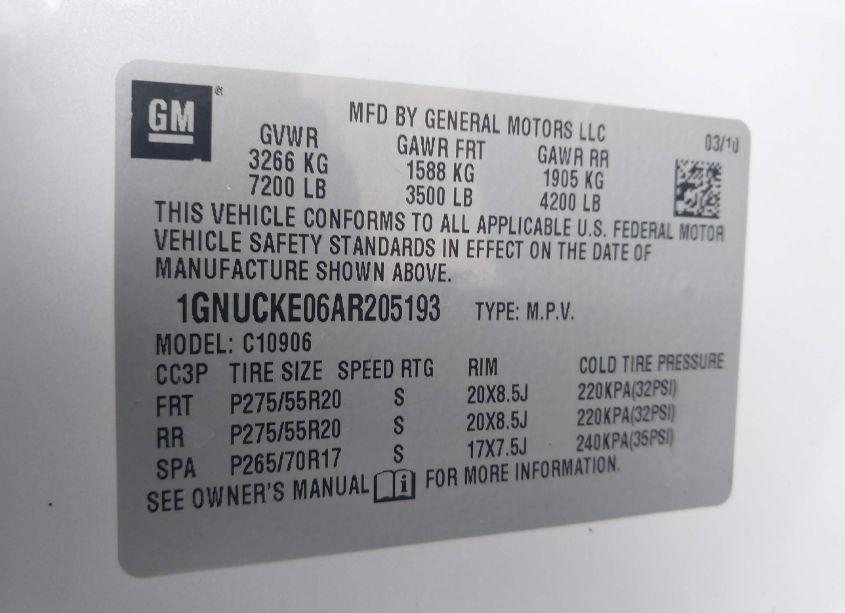 GM ®
MFD BY GENERAL MOTORS LLC
03/10
GVWR GAWR FRT GAWR RR
3266 KG 1588 KG 1905 KG
7200 LB 3500 LB 4200 LB
THIS VEHICLE CONFORMS TO ALL APPLICABLE U.S. FEDERAL MOTOR
VEHICLE SAFETY STANDARDS IN EFFECT ON THE DATE OF
MANUFACTURE SHOWN ABOVE.
1GNUCKE06AR205193 TYPE: M.P.V.
MODEL: C10906
CC3P TIRE SIZE SPEED RTG RIM COLD TIRE PRESSURE
FRT P275/55R20 S 20X8.5J 220KPA(32PSI)
RR P275/55R20 S 20X8.5J 220KPA(32PSI)
SPA P265/70R17 S 17X7.5J 240KPA(35PSI)
SEE OWNER'S MANUAL i FOR MORE INFORMATION.